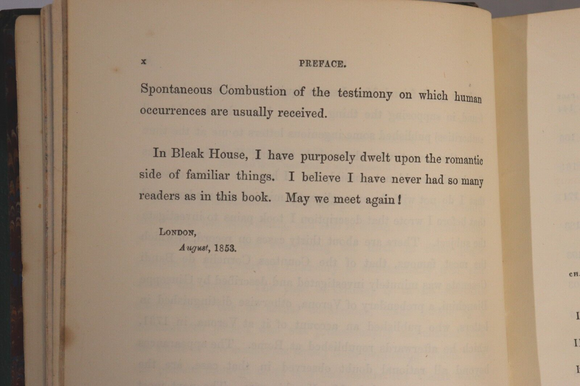 x PREFACE.
Spontaneous Combustion of the testimony on which human
occurrences are usually received.
In Bleak House, I have purposely dwelt upon the romantic
side of familiar things. I believe I have never had so many
readers as in this book. May we meet again!
London,
August, 1853.